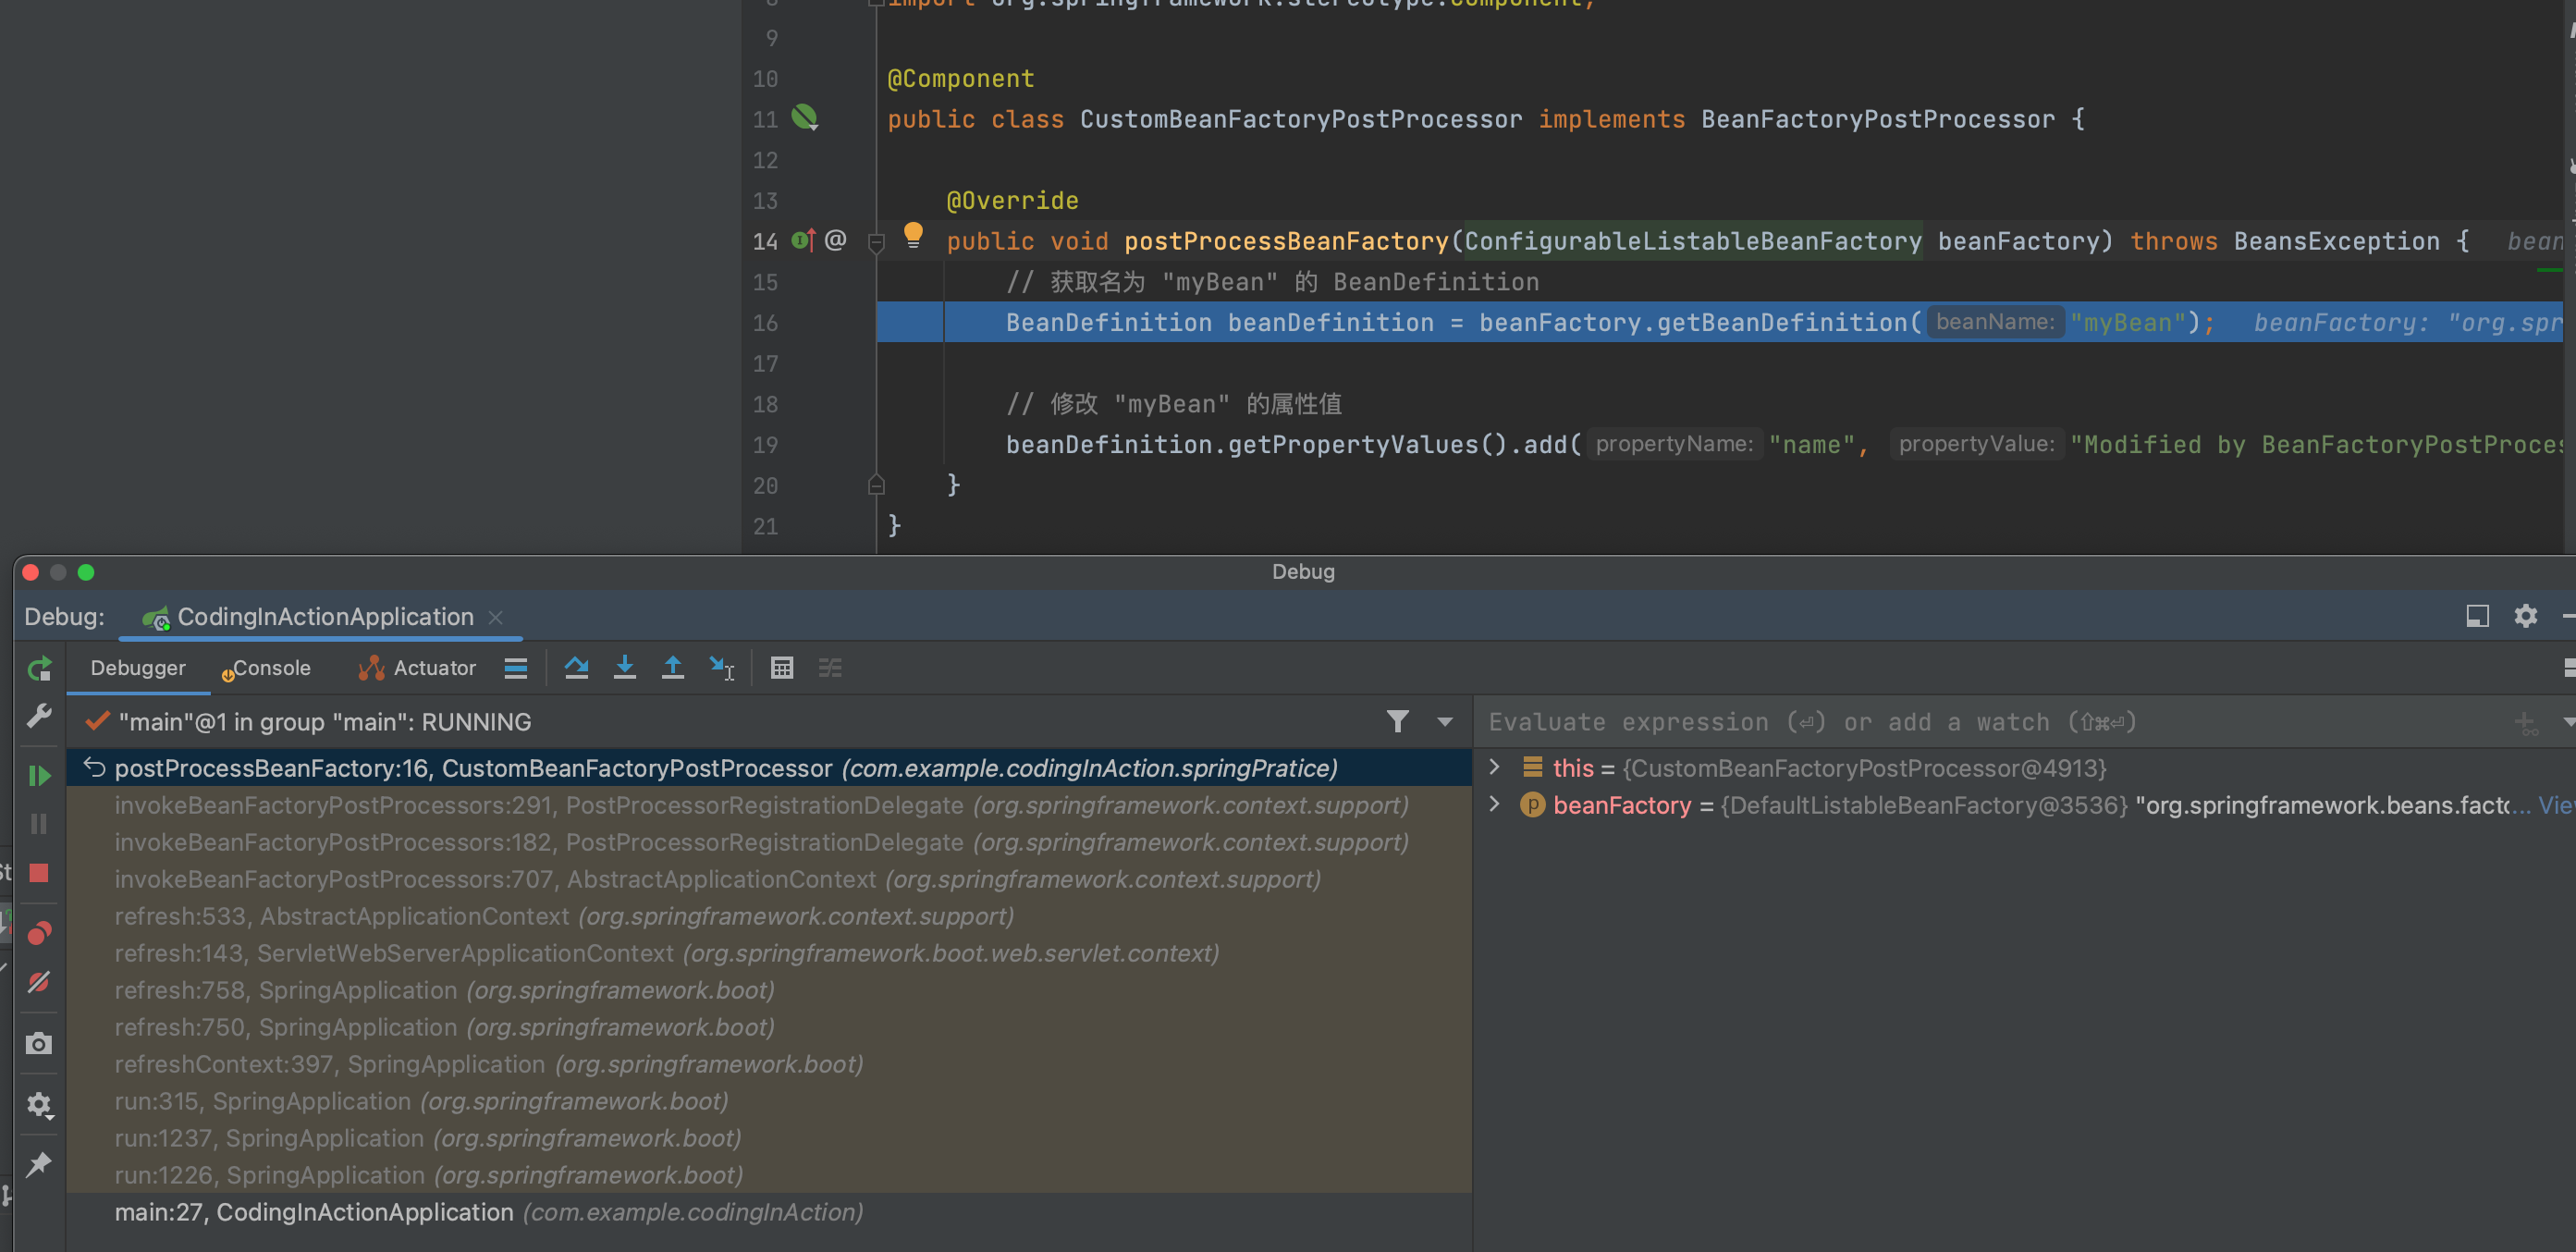 8 import org.springframework.stereotype.Component;
9
10 @Component
11 public class CustomBeanFactoryPostProcessor implements BeanFactoryPostProcessor {
12
13 @Override
14 public void postProcessBeanFactory(ConfigurableListableBeanFactory beanFactory) throws BeansException { bean
15 // 获取名为 "myBean" 的 BeanDefinition
16 BeanDefinition beanDefinition = beanFactory.getBeanDefinition( beanName: "myBean"); beanFactory: "org.spr
17
18 // 修改 "myBean" 的属性值
19 beanDefinition.getPropertyValues().add( propertyName: "name", propertyValue: "Modified by BeanFactoryPostProces
20 }
21 }
Debug
Debug: CodingInActionApplication
Debugger Console Actuator
"main"@1 in group "main": RUNNING
Evaluate expression (⏎) or add a watch (⇧⌘⏎)
postProcessBeanFactory:16, CustomBeanFactoryPostProcessor (com.example.codingInAction.springPratice)
this = {CustomBeanFactoryPostProcessor@4913}
invokeBeanFactoryPostProcessors:291, PostProcessorRegistrationDelegate (org.springframework.context.support)
beanFactory = {DefaultListableBeanFactory@3536} "org.springframework.beans.factc... Vie
invokeBeanFactoryPostProcessors:182, PostProcessorRegistrationDelegate (org.springframework.context.support)
invokeBeanFactoryPostProcessors:707, AbstractApplicationContext (org.springframework.context.support)
refresh:533, AbstractApplicationContext (org.springframework.context.support)
refresh:143, ServletWebServerApplicationContext (org.springframework.boot.web.servlet.context)
refresh:758, SpringApplication (org.springframework.boot)
refresh:750, SpringApplication (org.springframework.boot)
refreshContext:397, SpringApplication (org.springframework.boot)
run:315, SpringApplication (org.springframework.boot)
run:1237, SpringApplication (org.springframework.boot)
run:1226, SpringApplication (org.springframework.boot)
main:27, CodingInActionApplication (com.example.codingInAction)